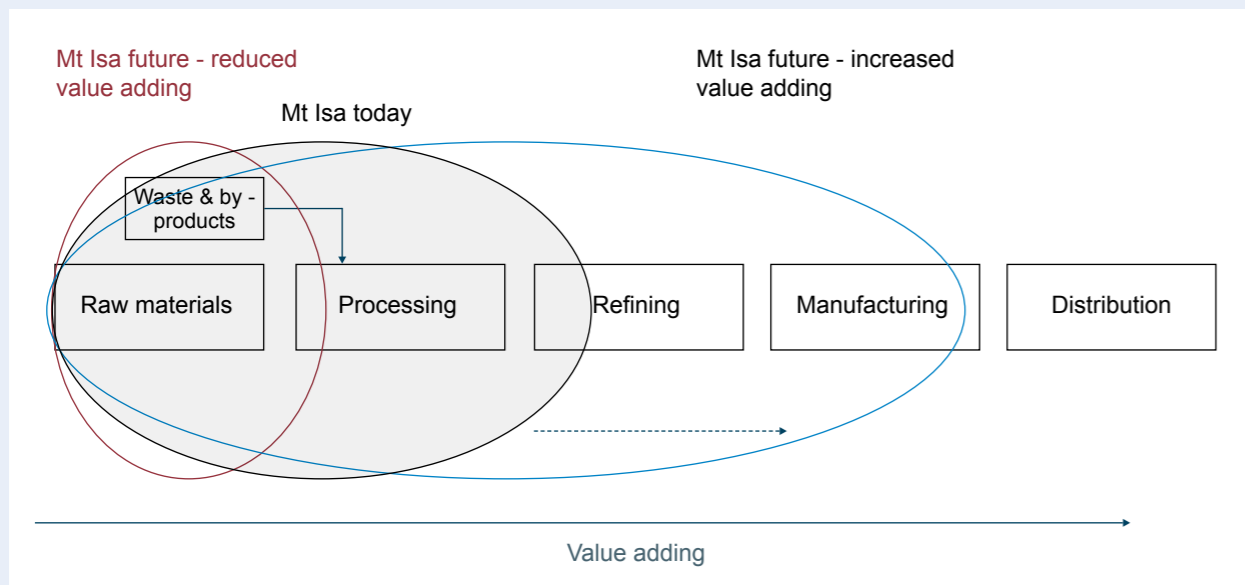 Mt Isa future - reduced
value adding
Mt Isa future - increased
value adding
Mt Isa today
Waste & by -
products
Raw materials
Processing
Refining
Manufacturing
Distribution
Value adding